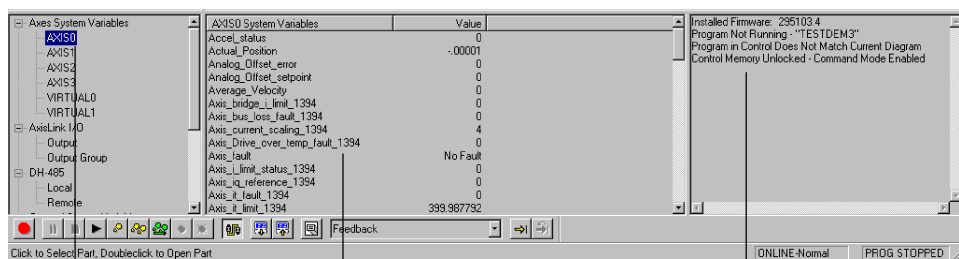 Axes System Variables
AXIS0
AXIS1
AXIS2
AXIS3
VIRTUAL0
VIRTUAL1
AxisLink I/O
Output
Output Group
DH-485
Local
Remote
AXIS0 System Variables Value
Accel_status 0
Actual_Position -.00001
Analog_Offset_error 0
Analog_Offset_setpoint 0
Average_Velocity 0
Axis_bridge_i_limit_1394 0
Axis_bus_loss_fault_1394 0
Axis_current_scaling_1394 4
Axis_Drive_over_temp_fault_1394 0
Axis_fault No Fault
Axis_i_limit_status_1394 0
Axis_iq_reference_1394 0
Axis_it_fault_1394 0
Axis_it_limit_1394 399.987792
Installed Firmware: 295103.4
Program Not Running - "TESTDEM3"
Program in Control Does Not Match Current Diagram
Control Memory Unlocked - Command Mode Enabled
Feedback
Click to Select Part, Doubleclick to Open Part
ONLINE-Normal PROG STOPPED